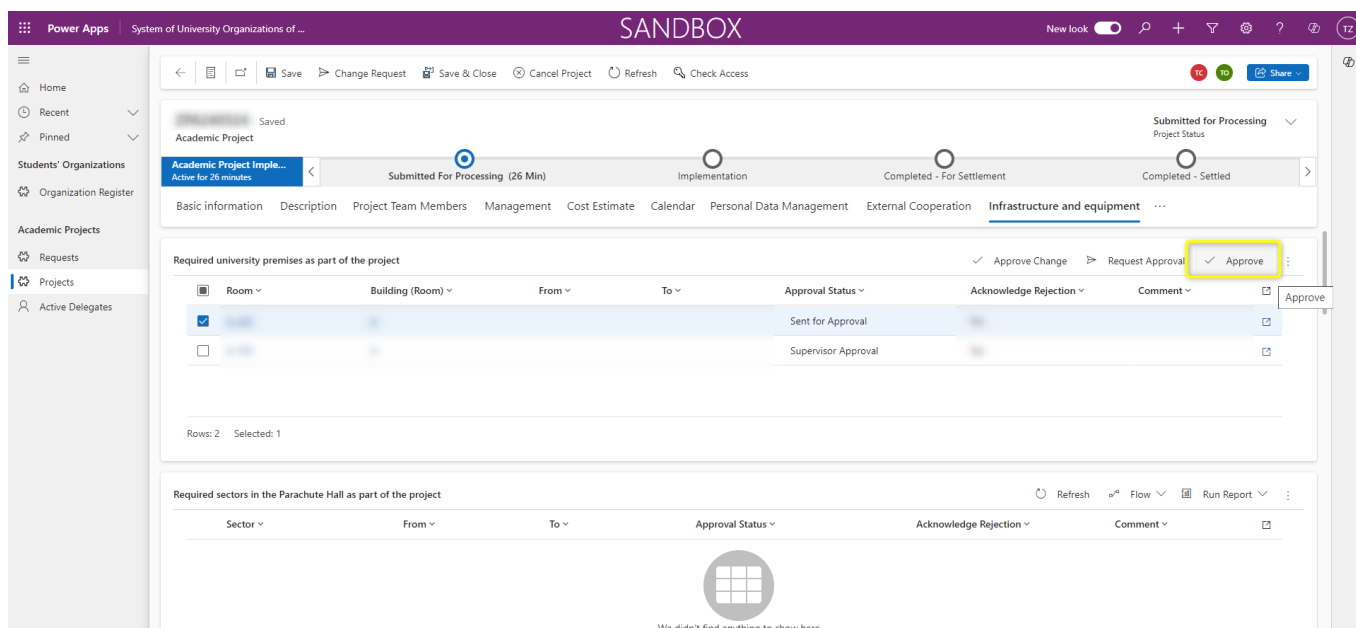 Power Apps System of University Organizations of ... SANDBOX New look TZ
Save Change Request Save & Close Cancel Project Refresh Check Access TC TO Share
Home
Recent
Pinned
Students' Organizations
Organization Register
Academic Projects
Requests
Projects
Active Delegates
Saved
Academic Project
Submitted for Processing
Project Status
Academic Project Imple...
Active for 26 minutes
Submitted For Processing (26 Min) Implementation Completed - For Settlement Completed - Settled
Basic information Description Project Team Members Management Cost Estimate Calendar Personal Data Management External Cooperation Infrastructure and equipment ...
Required university premises as part of the project Approve Change Request Approval Approve
Room Building (Room) From To Approval Status Acknowledge Rejection Comment
Approve
Sent for Approval
Supervisor Approval
Rows: 2 Selected: 1
Required sectors in the Parachute Hall as part of the project Refresh Flow Run Report
Sector From To Approval Status Acknowledge Rejection Comment
We didn't find anything to show here